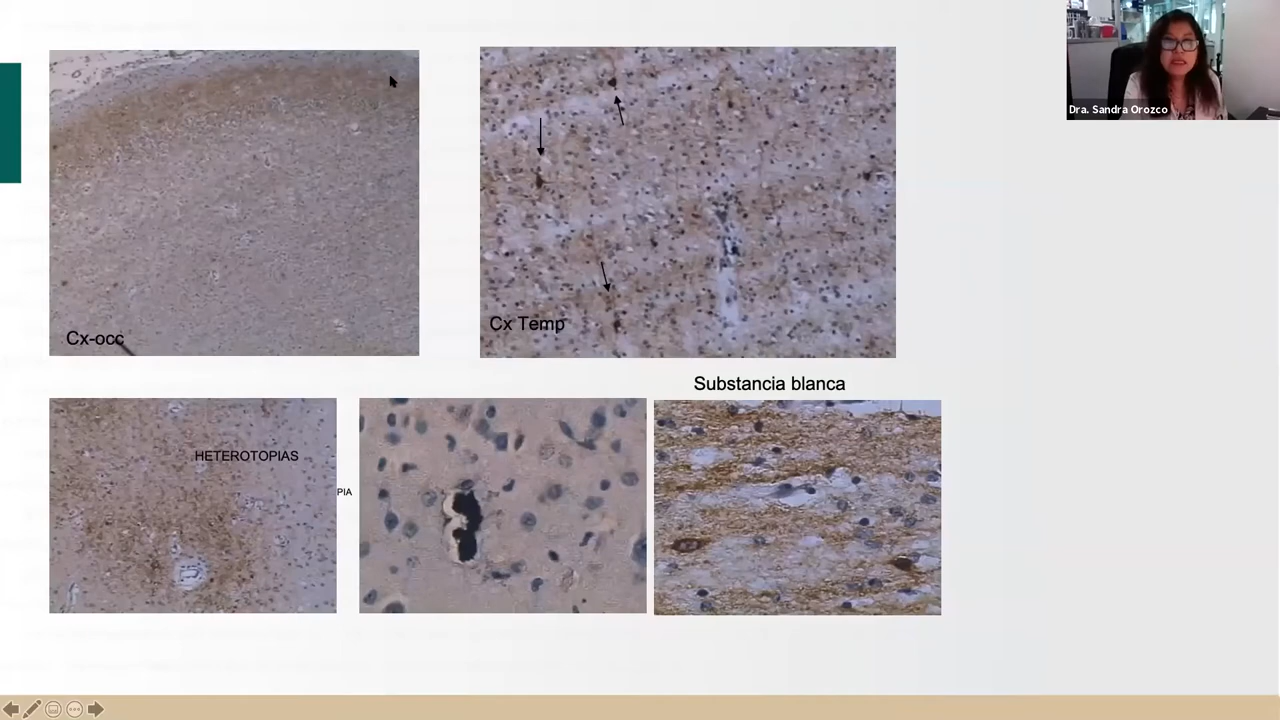 Dra. Sandra Orozco
Cx-occ
Cx Temp
Substancia blanca
HETEROTOPIAS
PIA